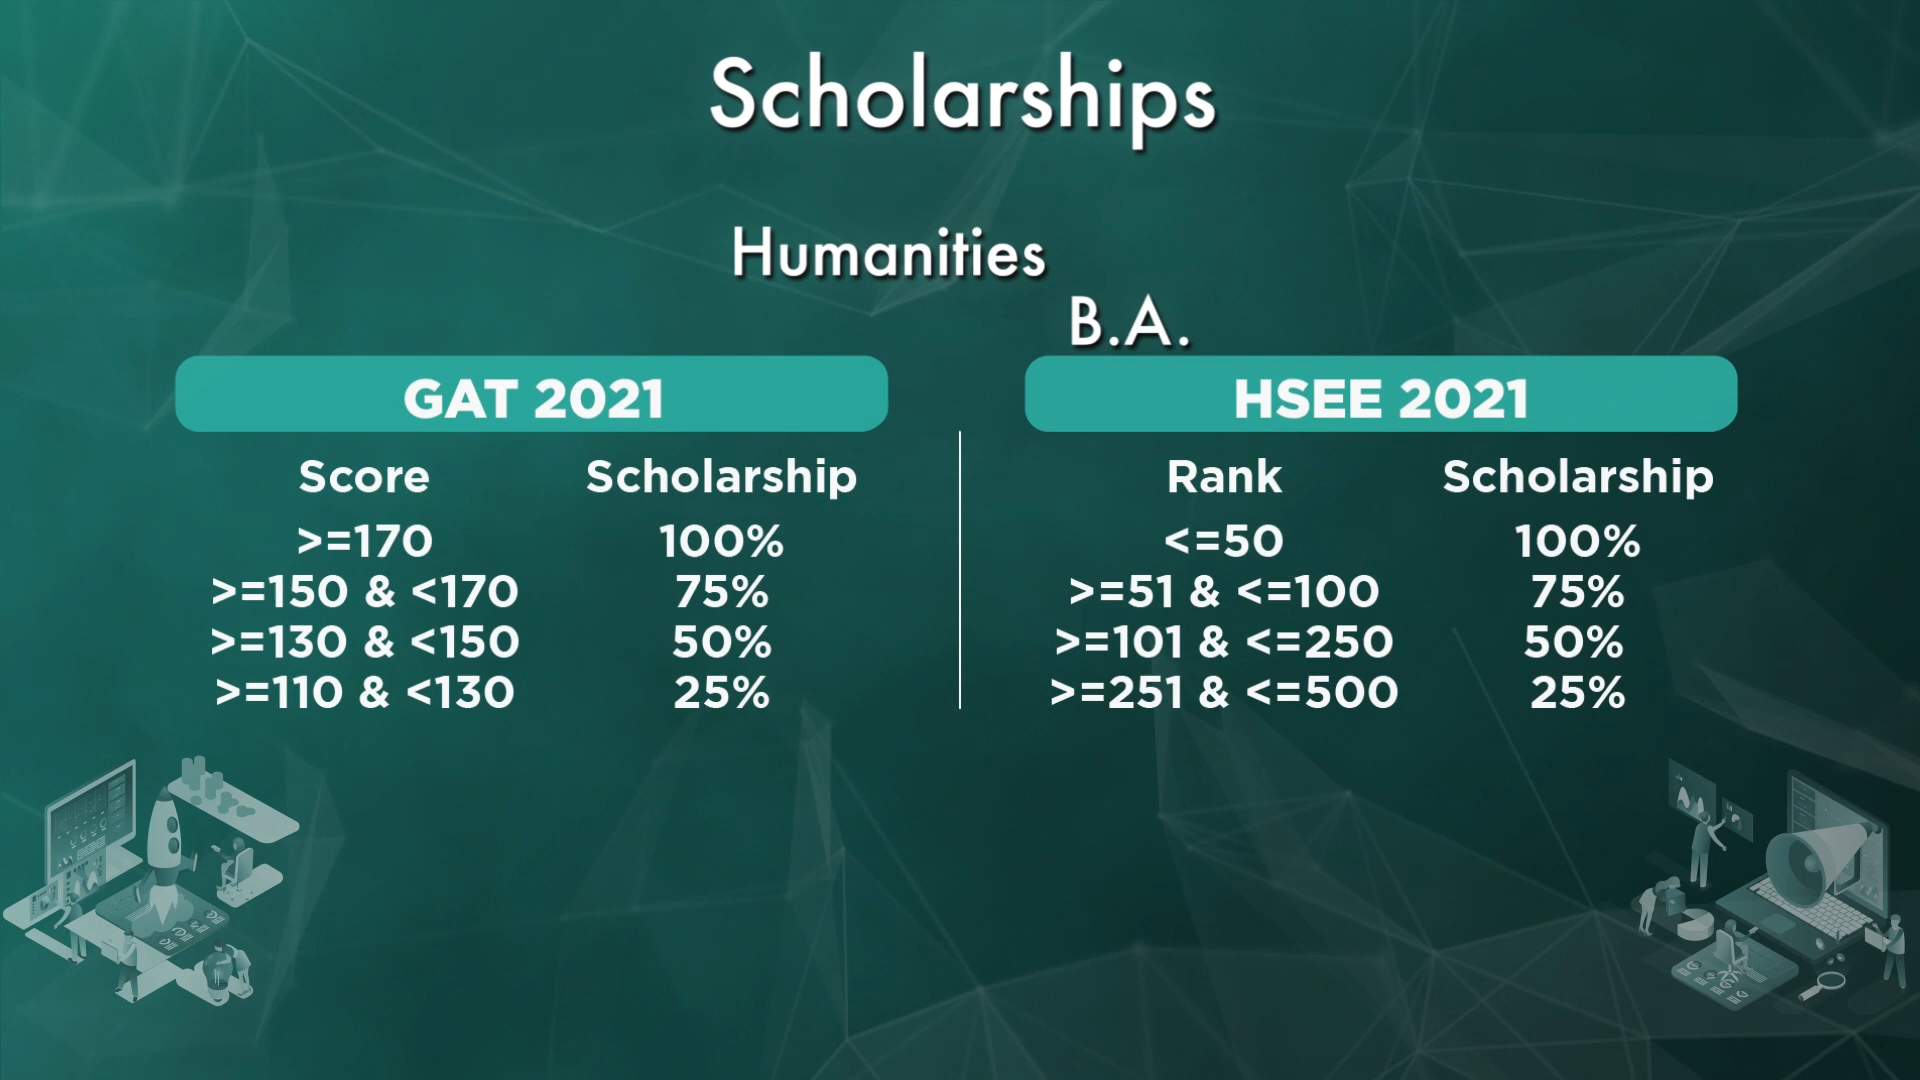 Scholarships
Humanities
B.A.
GAT 2021
Score Scholarship
>=170 100%
>=150 & <170 75%
>=130 & <150 50%
>=110 & <130 25%
HSEE 2021
Rank Scholarship
<=50 100%
>=51 & <=100 75%
>=101 & <=250 50%
>=251 & <=500 25%